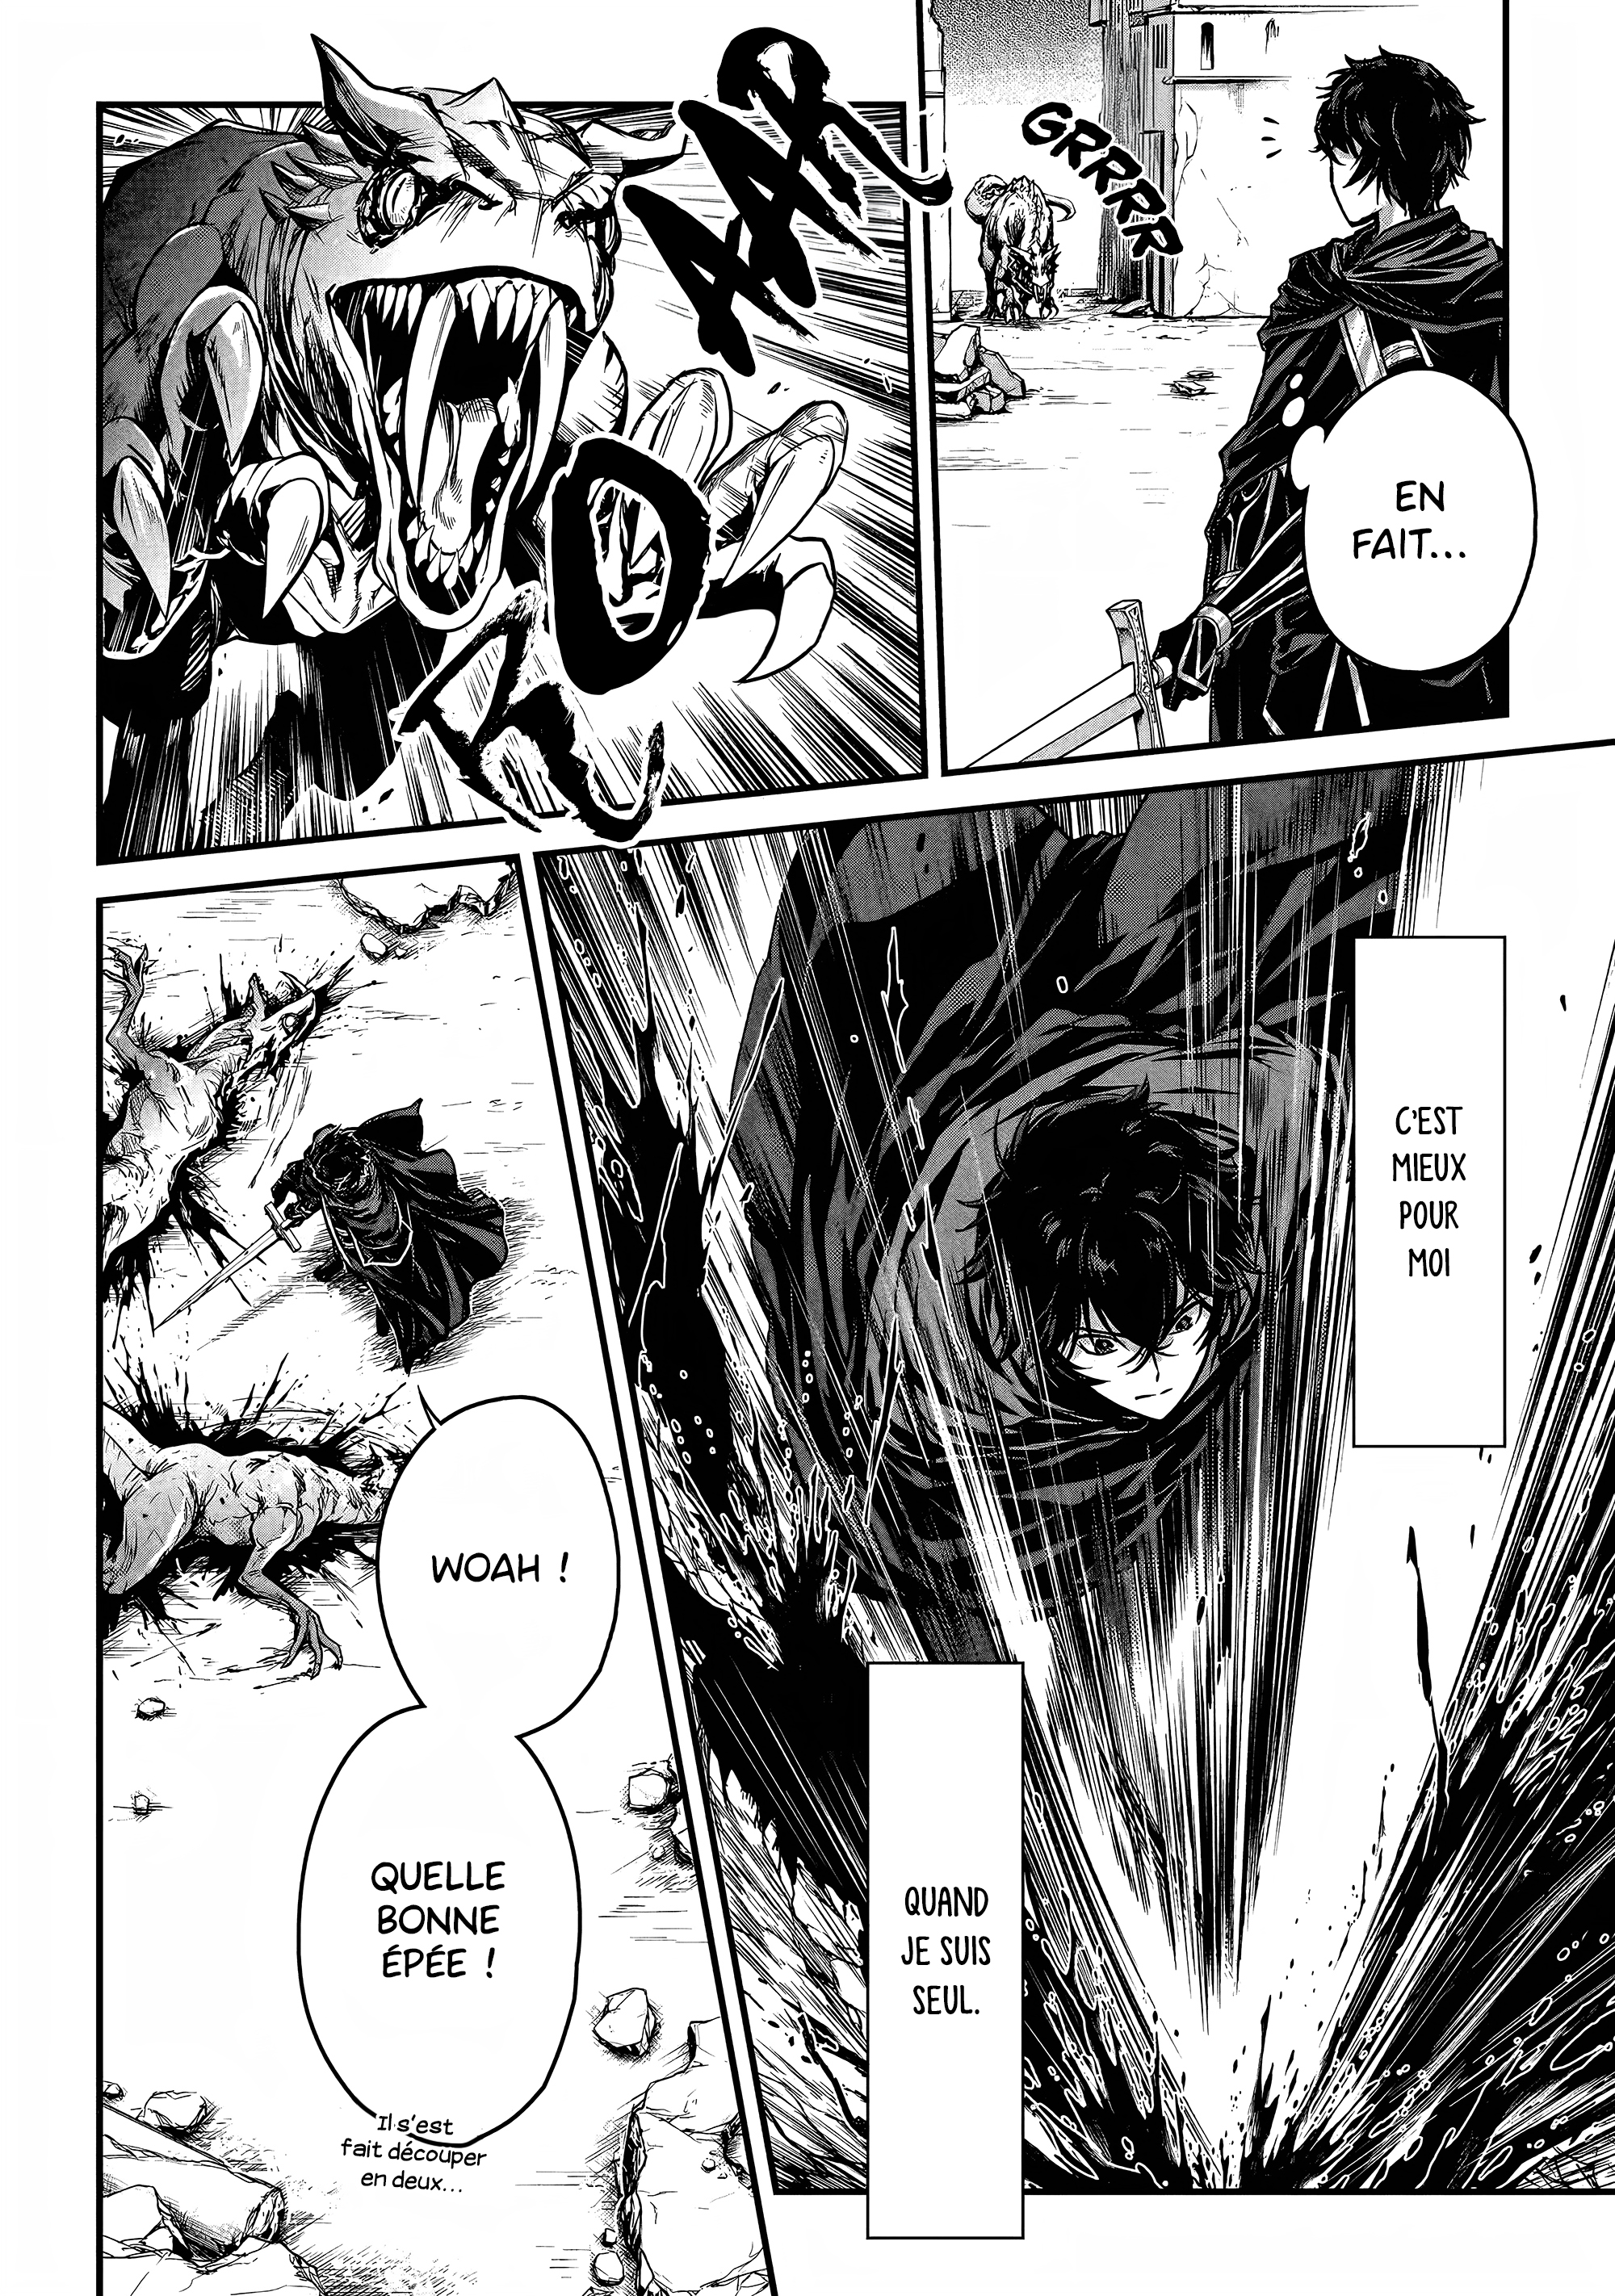 GRRRR
EN
FAIT...
ROAAR
C'EST
MIEUX
POUR
MOI
QUAND
JE SUIS
SEUL.
WOAH !
QUELLE
BONNE
ÉPÉE !
Il s'est
fait découper
en deux...